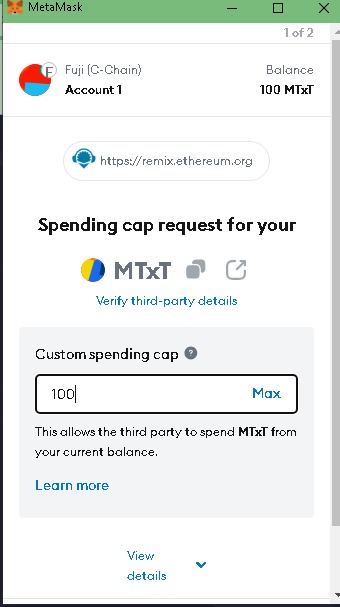 MetaMask
1 of 2
Fuji (C-Chain)
Balance
Account 1
100 MTxT
https://remix.ethereum.org
Spending cap request for your
MTxT
Verify third-party details
Custom spending cap ?
100
Max
This allows the third party to spend MTxT from
your current balance.
Learn more
View
details